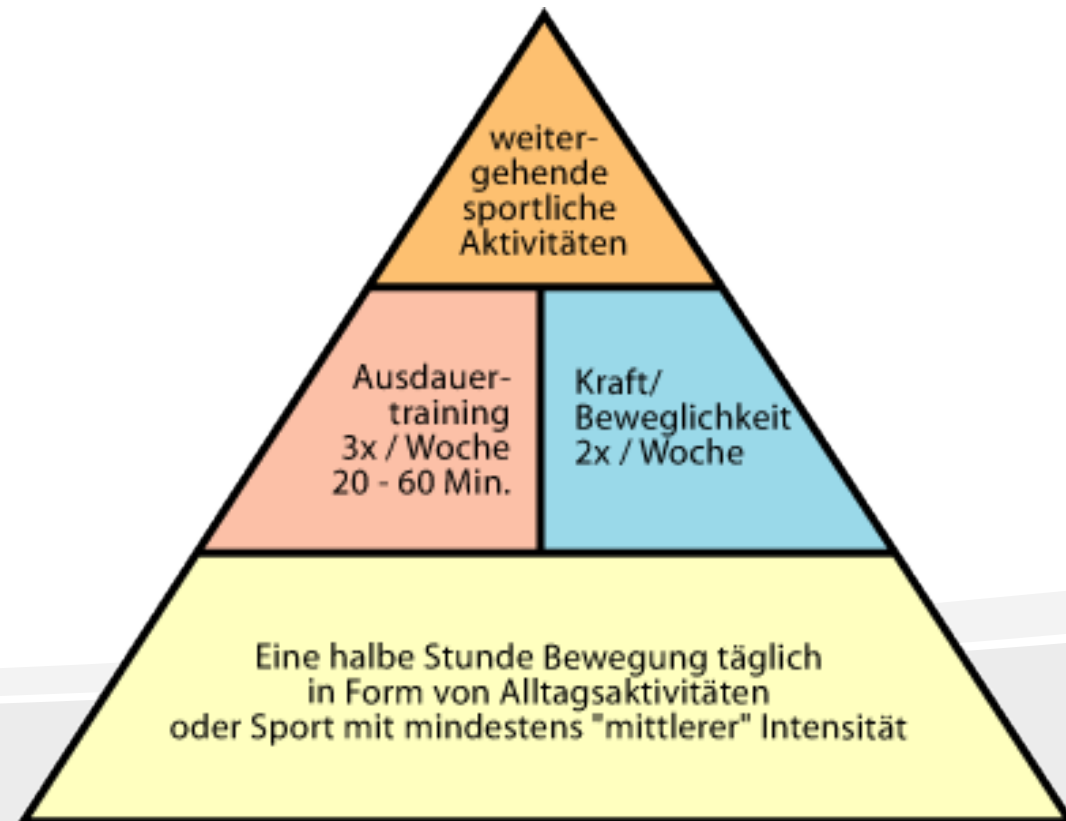 weiter-
gehende
sportliche
Aktivitäten
Ausdauer-
training
3x / Woche
20 - 60 Min.
Kraft/
Beweglichkeit
2x / Woche
Eine halbe Stunde Bewegung täglich
in Form von Alltagsaktivitäten
oder Sport mit mindestens "mittlerer" Intensität